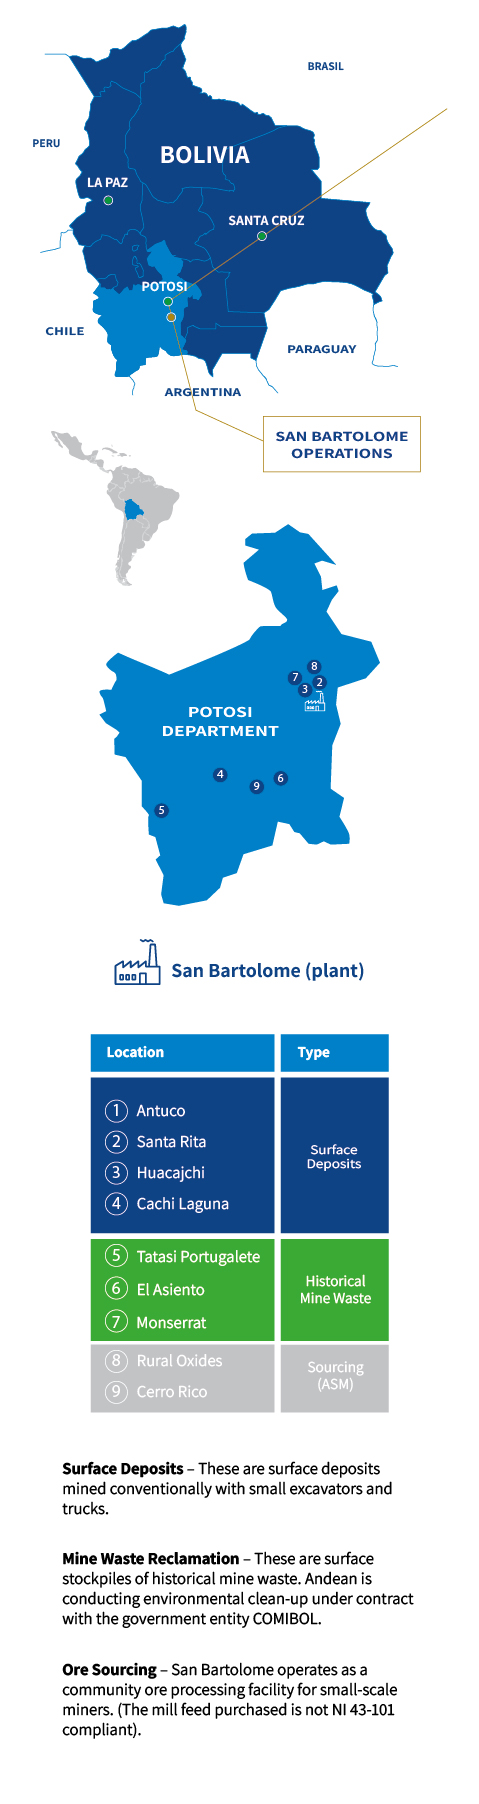 BRASIL
PERU
BOLIVIA
LA PAZ
SANTA CRUZ
POTOSI
CHILE
PARAGUAY
ARGENTINA
SAN BARTOLOME
OPERATIONS
8
7
2
3
POTOSI
DEPARTMENT
4
6
9
5
San Bartolome (plant)
Location Type
1 Antuco
2 Santa Rita
3 Huacajchi
4 Cachi Laguna
Surface
Deposits
5 Tatasi Portugalete
6 El Asiento
7 Monserrat
Historical
Mine Waste
8 Rural Oxides
9 Cerro Rico
Sourcing
(ASM)
Surface Deposits – These are surface deposits
mined conventionally with small excavators and
trucks.
Mine Waste Reclamation – These are surface
stockpiles of historical mine waste. Andean is
conducting environmental clean-up under contract
with the government entity COMIBOL.
Ore Sourcing – San Bartolome operates as a
community ore processing facility for small-scale
miners. (The mill feed purchased is not NI 43-101
compliant).